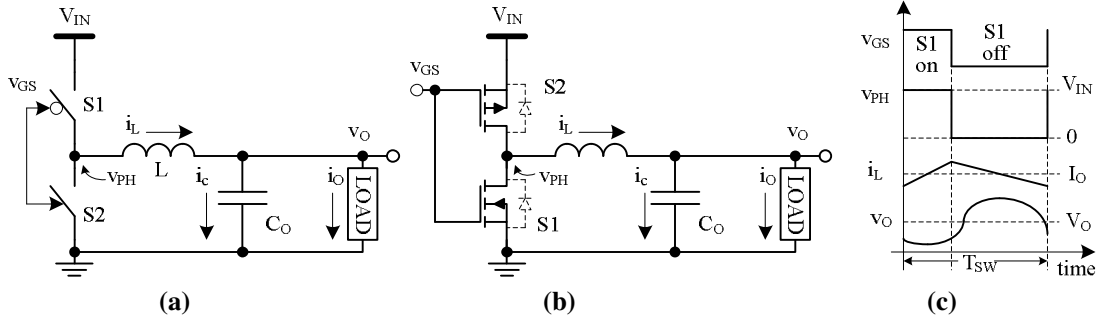 V_IN
v_GS
S1
i_L
L
v_PH
S2
i_c
C_O
i_O
v_O
LOAD
(a)
V_IN
v_GS
S2
i_L
v_PH
S1
i_c
C_O
i_O
v_O
LOAD
(b)
v_GS
S1 on
S1 off
v_PH
V_IN
0
i_L
I_O
v_O
V_O
T_SW
time
(c)